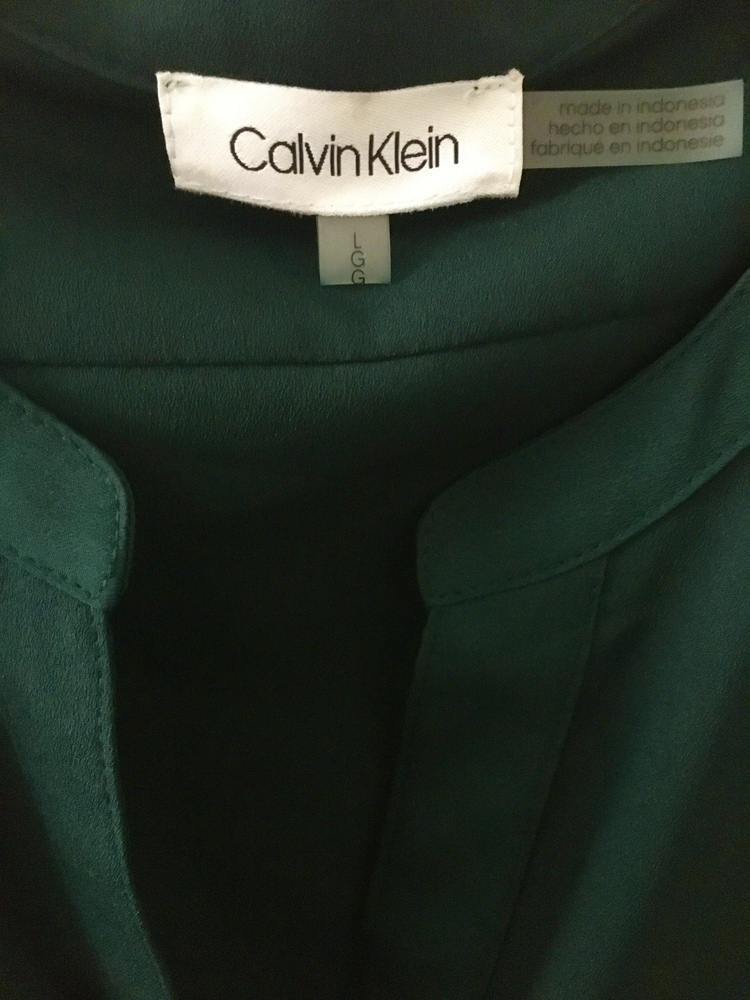 Calvin Klein
made in indonesia
hecho en indonesia
fabriqué en indonesie
L
G
G